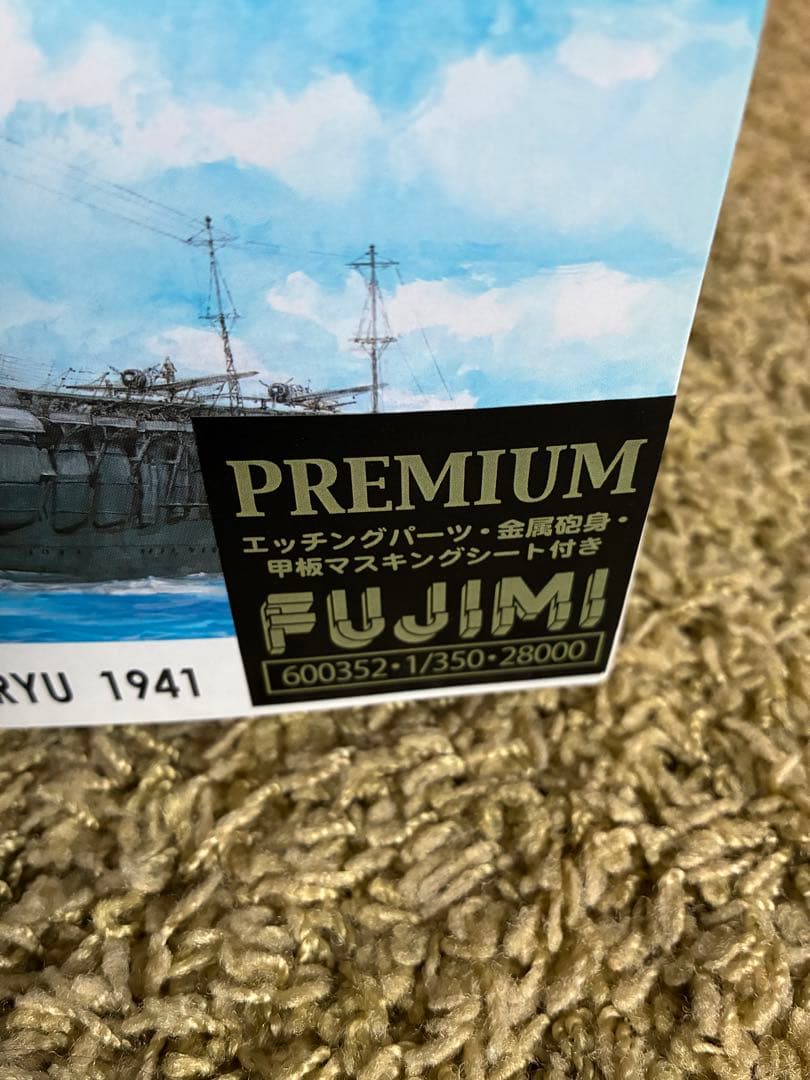 PREMIUM
エッチングパーツ・金属砲身・
甲板マスキングシート付き
FUJIMI
600352・1/350・28000
RYU 1941